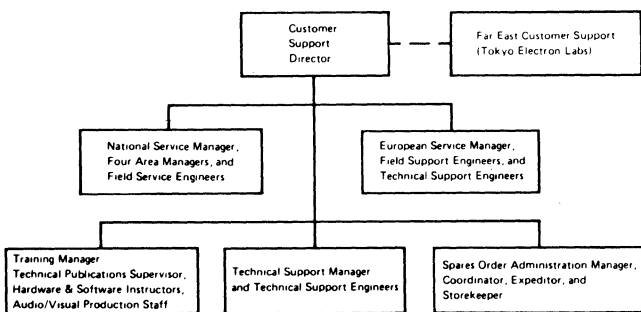 Customer
Support
Director
Far East Customer Support
(Tokyo Electron Labs)
National Service Manager,
Four Area Managers, and
Field Service Engineers
European Service Manager,
Field Support Engineers, and
Technical Support Engineers
Training Manager
Technical Publications Supervisor,
Hardware & Software Instructors,
Audio/Visual Production Staff
Technical Support Manager
and Technical Support Engineers
Spares Order Administration Manager,
Coordinator, Expeditor, and
Storekeeper